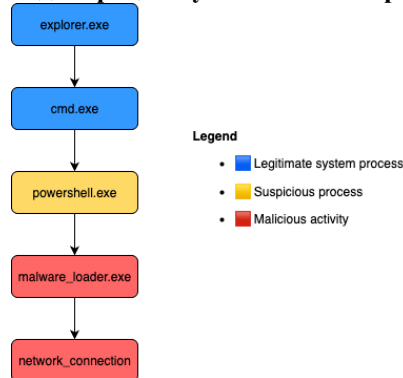 explorer.exe
cmd.exe
powershell.exe
malware_loader.exe
network_connection
Legend
Legitimate system process
Suspicious process
Malicious activity